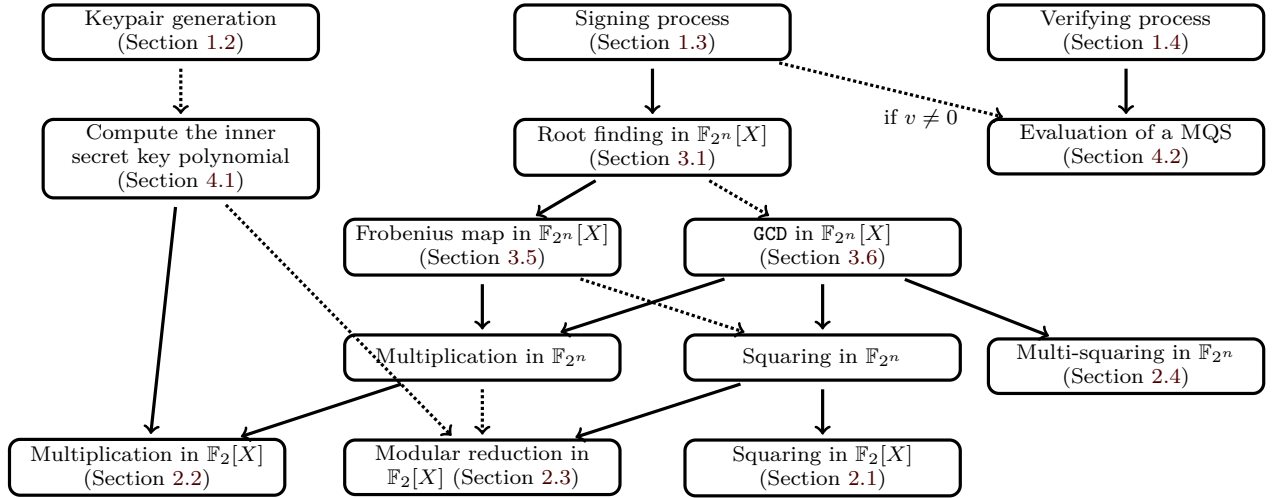 Keypair generation
(Section 1.2)
Signing process
(Section 1.3)
Verifying process
(Section 1.4)
if v ≠ 0
Compute the inner
secret key polynomial
(Section 4.1)
Root finding in 𝔽₂ₙ[X]
(Section 3.1)
Evaluation of a MQS
(Section 4.2)
Frobenius map in 𝔽₂ₙ[X]
(Section 3.5)
GCD in 𝔽₂ₙ[X]
(Section 3.6)
Multiplication in 𝔽₂ₙ
Squaring in 𝔽₂ₙ
Multi-squaring in 𝔽₂ₙ
(Section 2.4)
Multiplication in 𝔽₂[X]
(Section 2.2)
Modular reduction in
𝔽₂[X] (Section 2.3)
Squaring in 𝔽₂[X]
(Section 2.1)